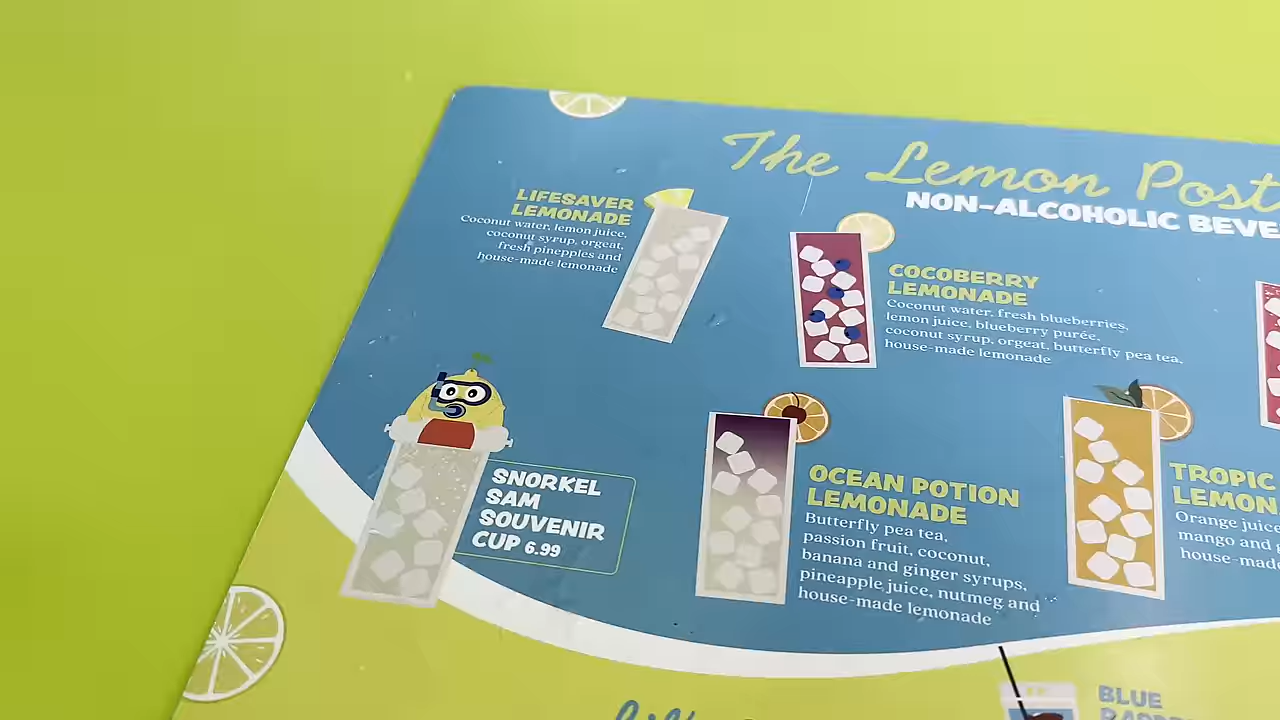 The Lemon Post
NON-ALCOHOLIC
LIFESAVER
LEMONADE
Coconut water, lemon juice,
coconut syrup, orgeat,
fresh pinepples and
house-made lemonade
COCOBERRY
LEMONADE
Coconut water, fresh blueberries,
lemon juice, blueberry purée,
coconut syrup, orgeat, butterfly pea tea,
house-made lemonade
SNORKEL
SAM
SOUVENIR
CUP 6.99
OCEAN POTION
LEMONADE
Butterfly pea tea,
passion fruit, coconut,
banana and ginger syrups,
pineapple juice, nutmeg and
house-made lemonade
TROPIC
LEMON
Orange juice
mango and
house-made
BLUE